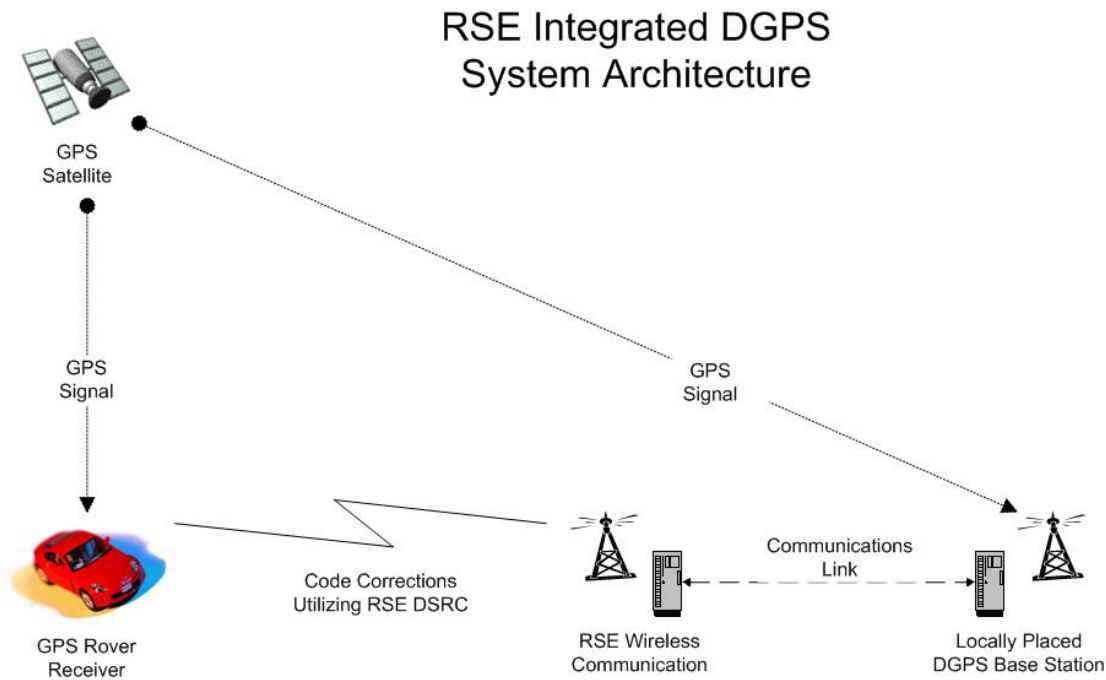 RSE Integrated DGPS
System Architecture
GPS
Satellite
GPS
Signal
GPS
Signal
Code Corrections
Utilizing RSE DSRC
Communications
Link
GPS Rover
Receiver
RSE Wireless
Communication
Locally Placed
DGPS Base Station